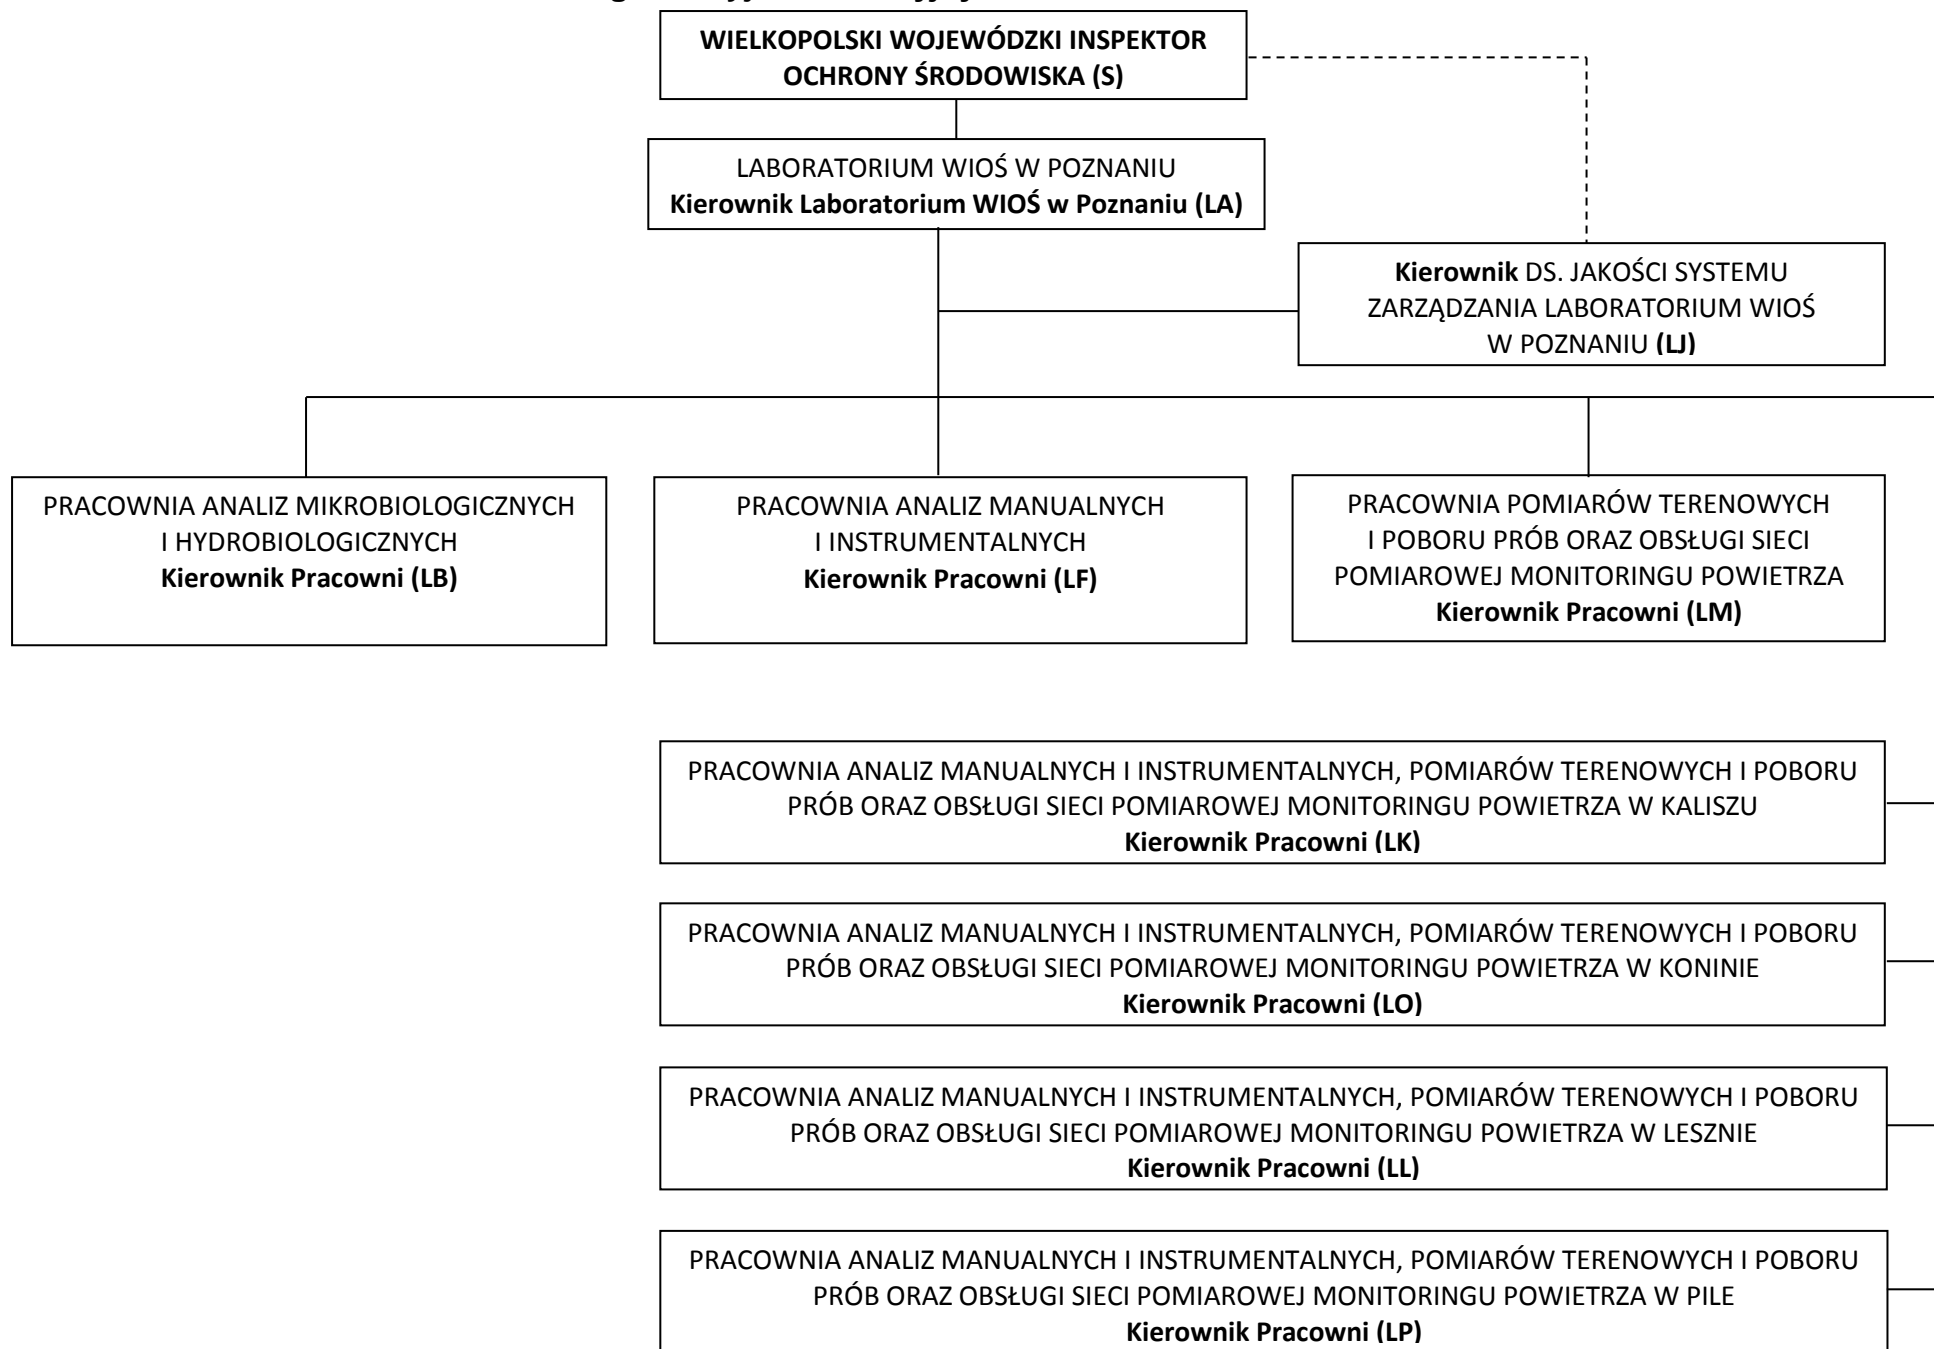 WIELKOPOLSKI WOJEWÓDZKI INSPEKTOR
OCHRONY ŚRODOWISKA (S)
LABORATORIUM WIOŚ W POZNANIU
Kierownik Laboratorium WIOŚ w Poznaniu (LA)
Kierownik DS. JAKOŚCI SYSTEMU
ZARZĄDZANIA LABORATORIUM WIOŚ
W POZNANIU (LJ)
PRACOWNIA ANALIZ MIKROBIOLOGICZNYCH
I HYDROBIOLOGICZNYCH
Kierownik Pracowni (LB)
PRACOWNIA ANALIZ MANUALNYCH
I INSTRUMENTALNYCH
Kierownik Pracowni (LF)
PRACOWNIA POMIARÓW TERENOWYCH
I POBORU PRÓB ORAZ OBSŁUGI SIECI
POMIAROWEJ MONITORINGU POWIETRZA
Kierownik Pracowni (LM)
PRACOWNIA ANALIZ MANUALNYCH I INSTRUMENTALNYCH, POMIARÓW TERENOWYCH I POBORU
PRÓB ORAZ OBSŁUGI SIECI POMIAROWEJ MONITORINGU POWIETRZA W KALISZU
Kierownik Pracowni (LK)
PRACOWNIA ANALIZ MANUALNYCH I INSTRUMENTALNYCH, POMIARÓW TERENOWYCH I POBORU
PRÓB ORAZ OBSŁUGI SIECI POMIAROWEJ MONITORINGU POWIETRZA W KONINIE
Kierownik Pracowni (LO)
PRACOWNIA ANALIZ MANUALNYCH I INSTRUMENTALNYCH, POMIARÓW TERENOWYCH I POBORU
PRÓB ORAZ OBSŁUGI SIECI POMIAROWEJ MONITORINGU POWIETRZA W LESZNIE
Kierownik Pracowni (LL)
PRACOWNIA ANALIZ MANUALNYCH I INSTRUMENTALNYCH, POMIARÓW TERENOWYCH I POBORU
PRÓB ORAZ OBSŁUGI SIECI POMIAROWEJ MONITORINGU POWIETRZA W PILE
Kierownik Pracowni (LP)